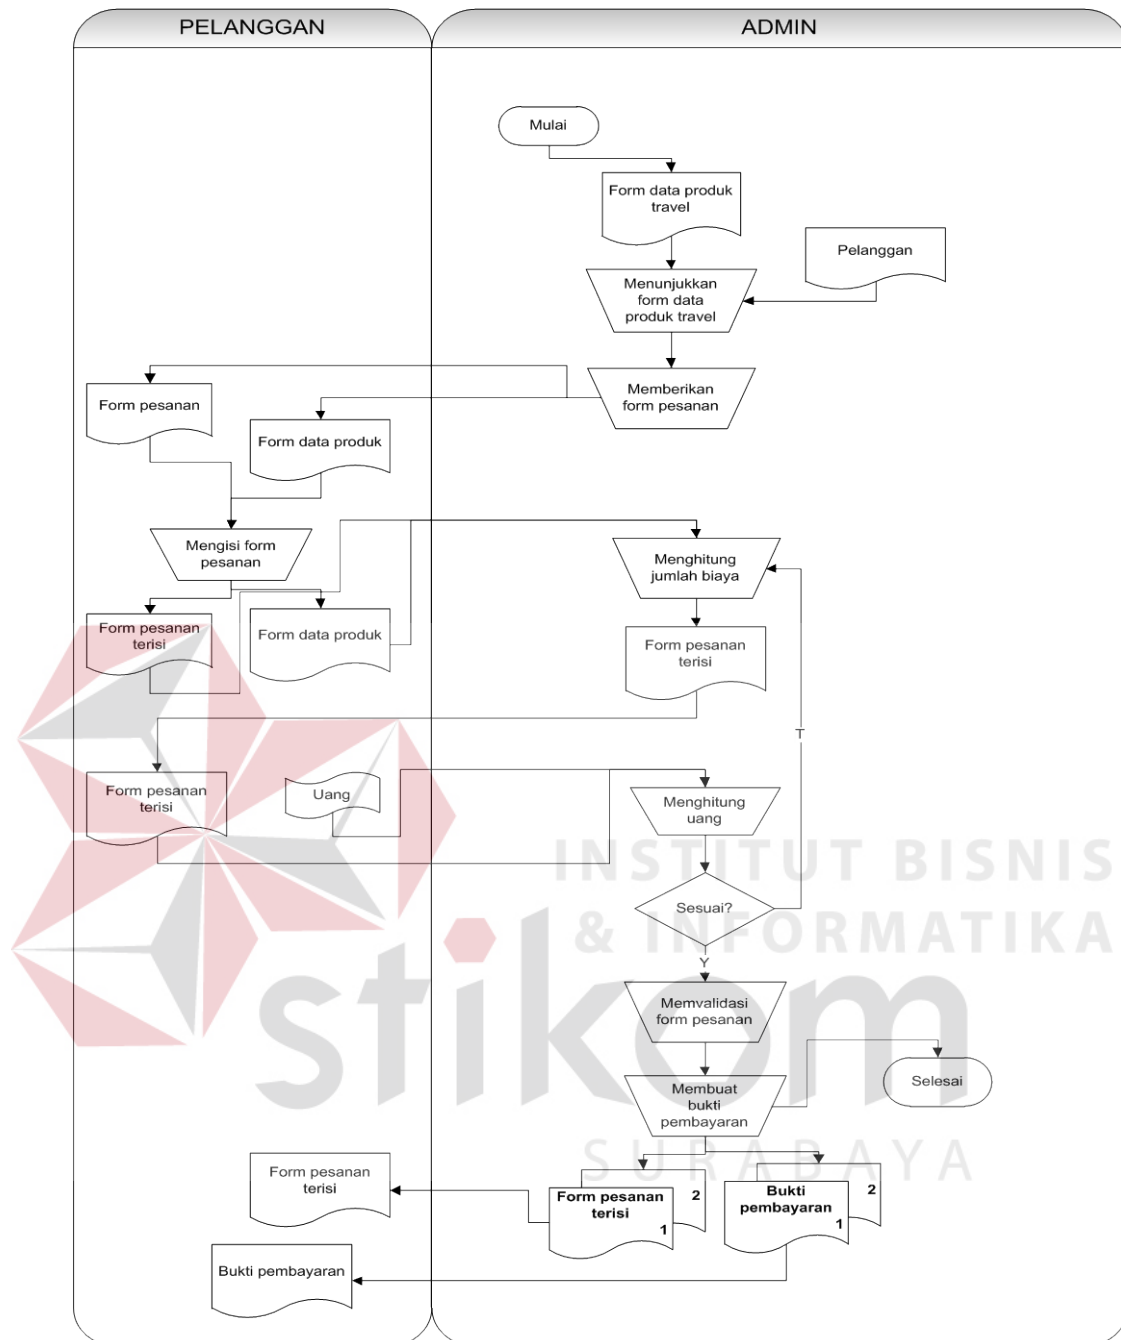 PELANGGAN
ADMIN
Mulai
Form data produk
travel
Pelanggan
Menunjukkan
form data
produk travel
Memberikan
form pesanan
Form pesanan
Form data produk
Mengisi form
pesanan
Menghitung
jumlah biaya
Form pesanan
terisi
Form data produk
Form pesanan
terisi
T
Form pesanan
terisi
Uang
Menghitung
uang
INSTITUT BISNIS
& INFORMATIKA
Sesuai?
Y
stikom
Memvalidasi
form pesanan
Membuat
bukti
pembayaran
Selesai
SURABAYA
Form pesanan
terisi
Form pesanan
terisi
2
1
Bukti
pembayaran
2
1
Bukti pembayaran